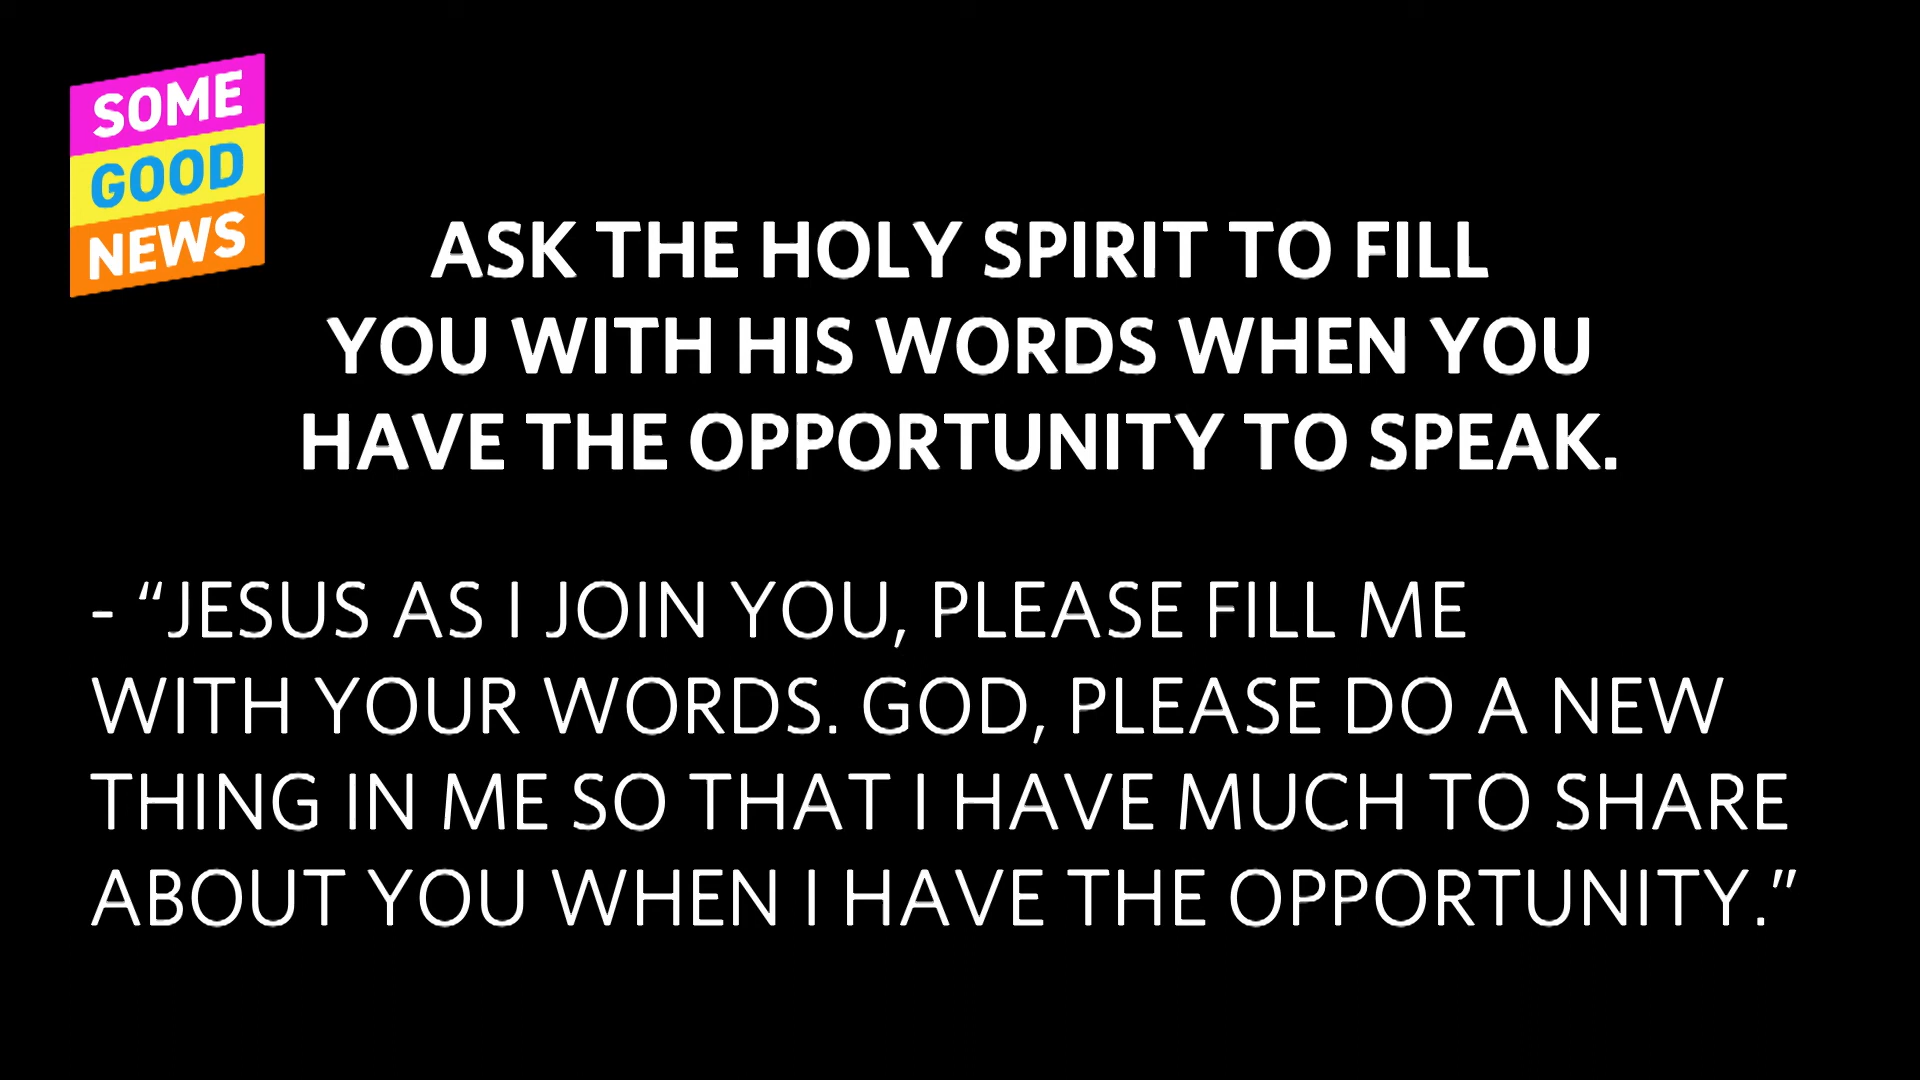 SOME
GOOD
NEWS
ASK THE HOLY SPIRIT TO FILL
YOU WITH HIS WORDS WHEN YOU
HAVE THE OPPORTUNITY TO SPEAK.
- “JESUS AS I JOIN YOU, PLEASE FILL ME
WITH YOUR WORDS. GOD, PLEASE DO A NEW
THING IN ME SO THAT I HAVE MUCH TO SHARE
ABOUT YOU WHEN I HAVE THE OPPORTUNITY.”